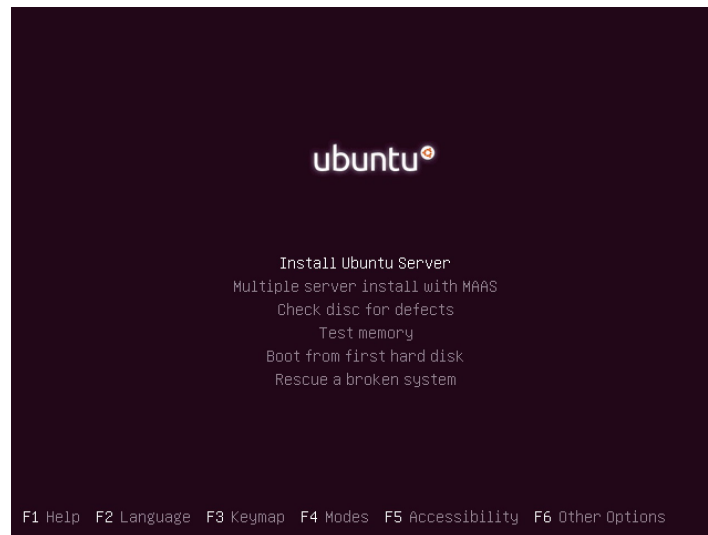 ubuntu
Install Ubuntu Server
Multiple server install with MAAS
Check disc for defects
Test memory
Boot from first hard disk
Rescue a broken system
F1 Help F2 Language F3 Keymap F4 Modes F5 Accessibility F6 Other Options